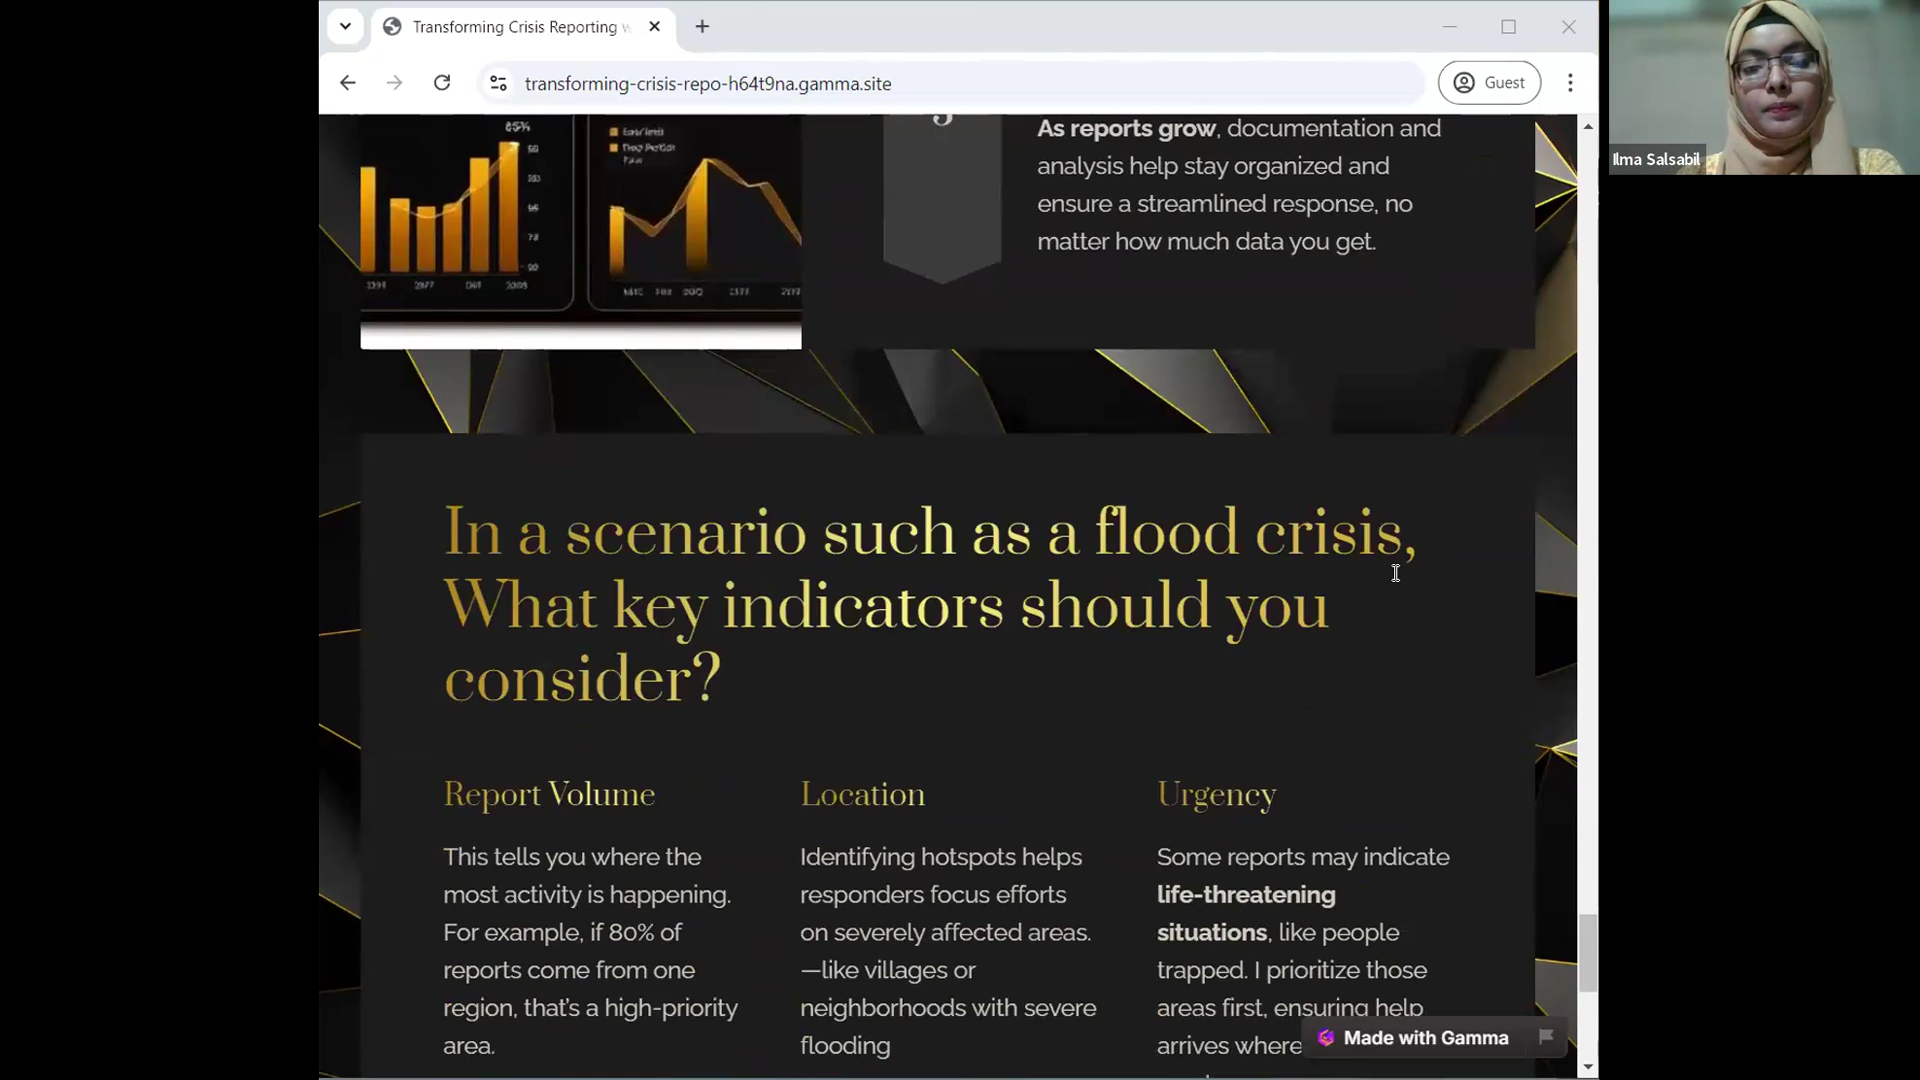 Transforming Crisis Reporting
transforming-crisis-repo-h64t9na.gamma.site
Guest
Ilma Salsabil
85%
As reports grow, documentation and
analysis help stay organized and
ensure a streamlined response, no
matter how much data you get.
In a scenario such as a flood crisis,
What key indicators should you
consider?
Report Volume
This tells you where the
most activity is happening.
For example, if 80% of
reports come from one
region, that's a high-priority
area.
Location
Identifying hotspots helps
responders focus efforts
on severely affected areas.
—like villages or
neighborhoods with severe
flooding
Urgency
Some reports may indicate
life-threatening
situations, like people
trapped. I prioritize those
areas first, ensuring help
arrives where
Made with Gamma